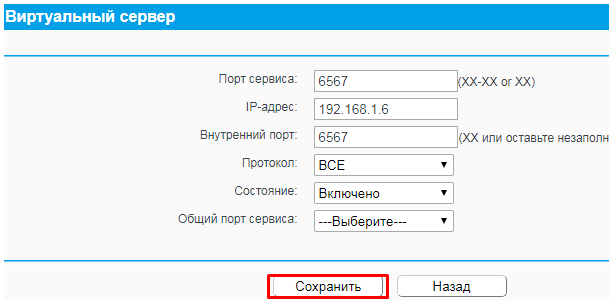 Виртуальный сервер
Порт сервиса: 6567 (XX-XX or XX)
IP-адрес: 192.168.1.6
Внутренний порт: 6567 (XX или оставьте незаполн
Протокол: ВСЕ
Состояние: Включено
Общий порт сервиса: ---Выберите---
Сохранить Назад